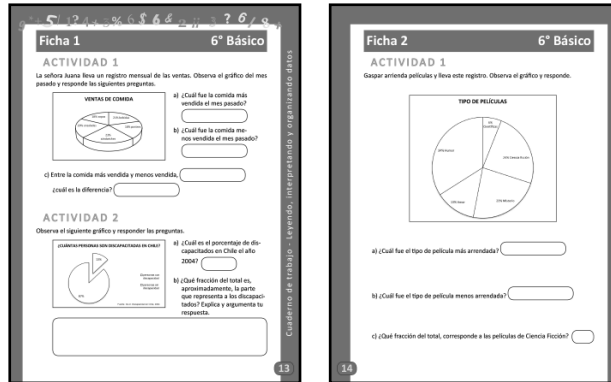 Ficha 1 6° Básico
ACTIVIDAD 1
La señora Juana lleva un registro mensual de las ventas. Observa el gráfico del mes
pasado y responde las siguientes preguntas.
VENTAS DE COMIDA
a) ¿Cuál fue la comida más
vendida el mes pasado?
b) ¿Cuál fue la comida me-
nos vendida el mes pasado?
c) Entre la comida más vendida y menos vendida,
¿cuál es la diferencia?
ACTIVIDAD 2
Observa el siguiente gráfico y responder las preguntas.
¿CUÁNTAS PERSONAS SON DISCAPACITADAS EN CHILE?
a) ¿Cuál es el porcentaje de dis-
capacitados en Chile el año
2004?
b) ¿Qué fracción del total es,
aproximadamente, la parte
que representa a los discapaci-
tados? Explica y argumenta tu
respuesta.
Cuaderno de trabajo - Leyendo, interpretando y organizando datos
13
Ficha 2 6° Básico
ACTIVIDAD 1
Gaspar arrienda películas y lleva este registro. Observa el gráfico y responde.
TIPO DE PELÍCULAS
a) ¿Cuál fue el tipo de película más arrendada?
b) ¿Cuál fue el tipo de película menos arrendada?
c) ¿Qué fracción del total, corresponde a las películas de Ciencia Ficción?
14